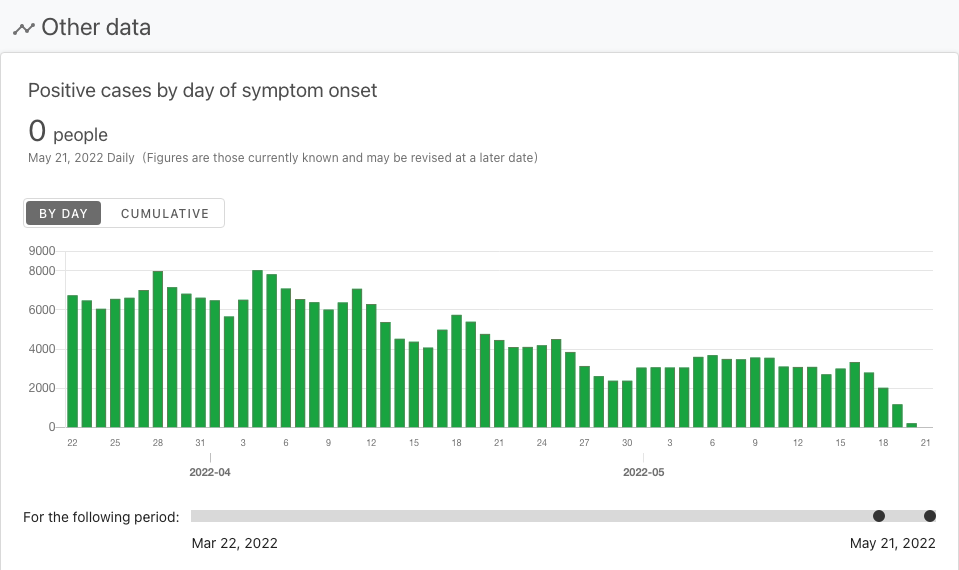 Other data
Positive cases by day of symptom onset
0 people
May 21, 2022 Daily (Figures are those currently known and may be revised at a later date)
BY DAY CUMULATIVE
9000
8000
6000
4000
2000
0
22 25 28 31 3 6 9 12 15 18 21 24 27 30 3 6 9 12 15 18 21
2022-04 2022-05
For the following period:
Mar 22, 2022 May 21, 2022